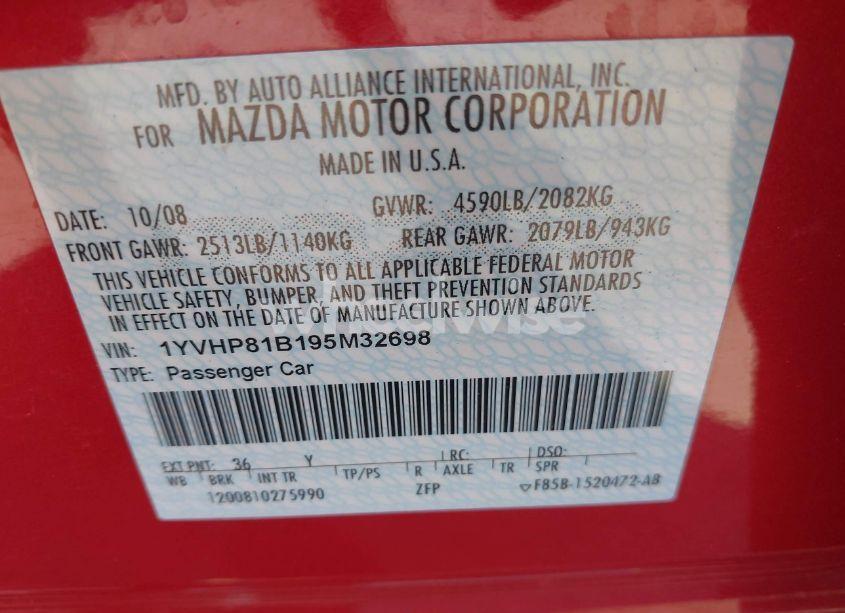 MFD. BY AUTO ALLIANCE INTERNATIONAL, INC.
FOR MAZDA MOTOR CORPORATION
MADE IN U.S.A.
DATE: 10/08 GVWR: 4590LB/2082KG
FRONT GAWR: 2513LB/1140KG REAR GAWR: 2079LB/943KG
THIS VEHICLE CONFORMS TO ALL APPLICABLE FEDERAL MOTOR
VEHICLE SAFETY, BUMPER, AND THEFT PREVENTION STANDARDS
IN EFFECT ON THE DATE OF MANUFACTURE SHOWN ABOVE.
wheelwise
VIN: 1YVHP81B195M32698
TYPE: Passenger Car
EXT PNT: 36 Y RC: DSO:
WB BRK INT TR TP/PS R AXLE TR SPR
1200810275990 ZFP F85B-1520472-AB